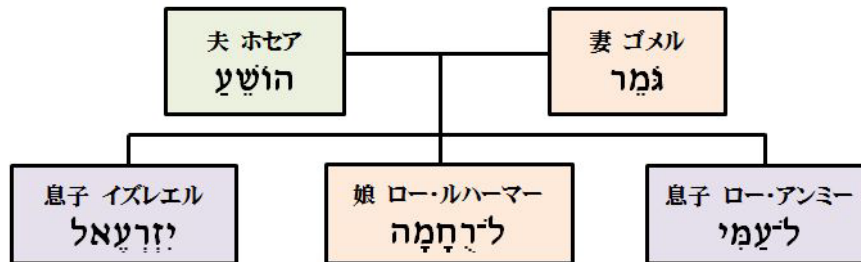 夫 ホセア
הוֹשֵׁעַ
妻 ゴメル
גֹּמֵר
息子 イズレエル
יִזְרְעֶאל
娘 ロー・ルハーマー
לֹ־רֻחָמָה
息子 ロー・アンミー
לֹ־עַמִּי